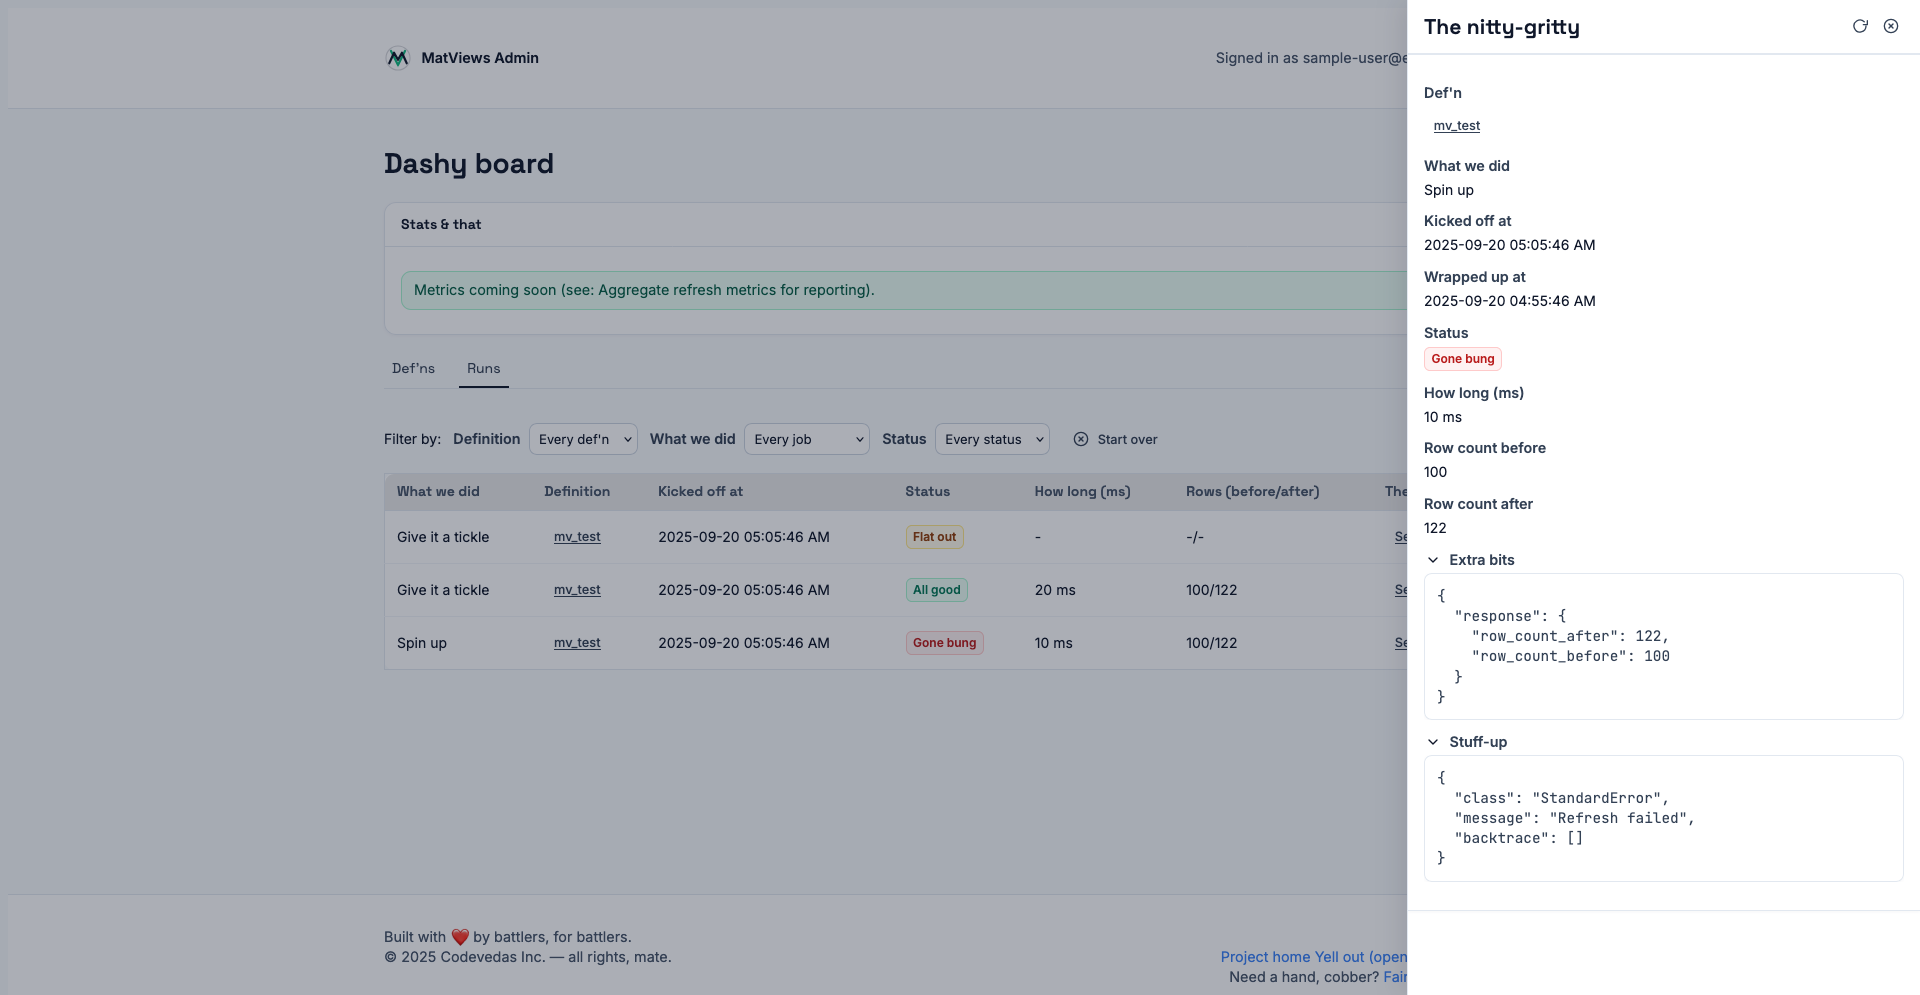 MatViews Admin
Signed in as sample-user@
Dashy board
Stats & that
Metrics coming soon (see: Aggregate refresh metrics for reporting).
Def'ns
Runs
Filter by:
Definition
Every def'n
What we did
Every job
Status
Every status
Start over
What we did
Definition
Kicked off at
Status
How long (ms)
Rows (before/after)
The
Give it a tickle
mv_test
2025-09-20 05:05:46 AM
Flat out
-
-/-
Give it a tickle
mv_test
2025-09-20 05:05:46 AM
All good
20 ms
100/122
Spin up
mv_test
2025-09-20 05:05:46 AM
Gone bung
10 ms
100/122
Built with ❤️ by battlers, for battlers.
© 2025 Codevedas Inc. — all rights, mate.
Project home Yell out (open
Need a hand, cobber? Fair
The nitty-gritty
Def'n
mv_test
What we did
Spin up
Kicked off at
2025-09-20 05:05:46 AM
Wrapped up at
2025-09-20 04:55:46 AM
Status
Gone bung
How long (ms)
10 ms
Row count before
100
Row count after
122
Extra bits
{
  "response": {
    "row_count_after": 122,
    "row_count_before": 100
  }
}
Stuff-up
{
  "class": "StandardError",
  "message": "Refresh failed",
  "backtrace": []
}